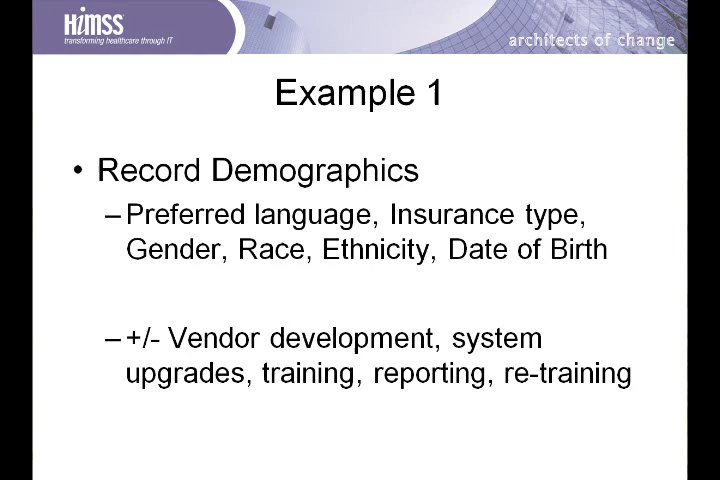 HiMSS
transforming healthcare through IT
architects of change
Example 1
• Record Demographics
– Preferred language, Insurance type,
Gender, Race, Ethnicity, Date of Birth
– +/- Vendor development, system
upgrades, training, reporting, re-training